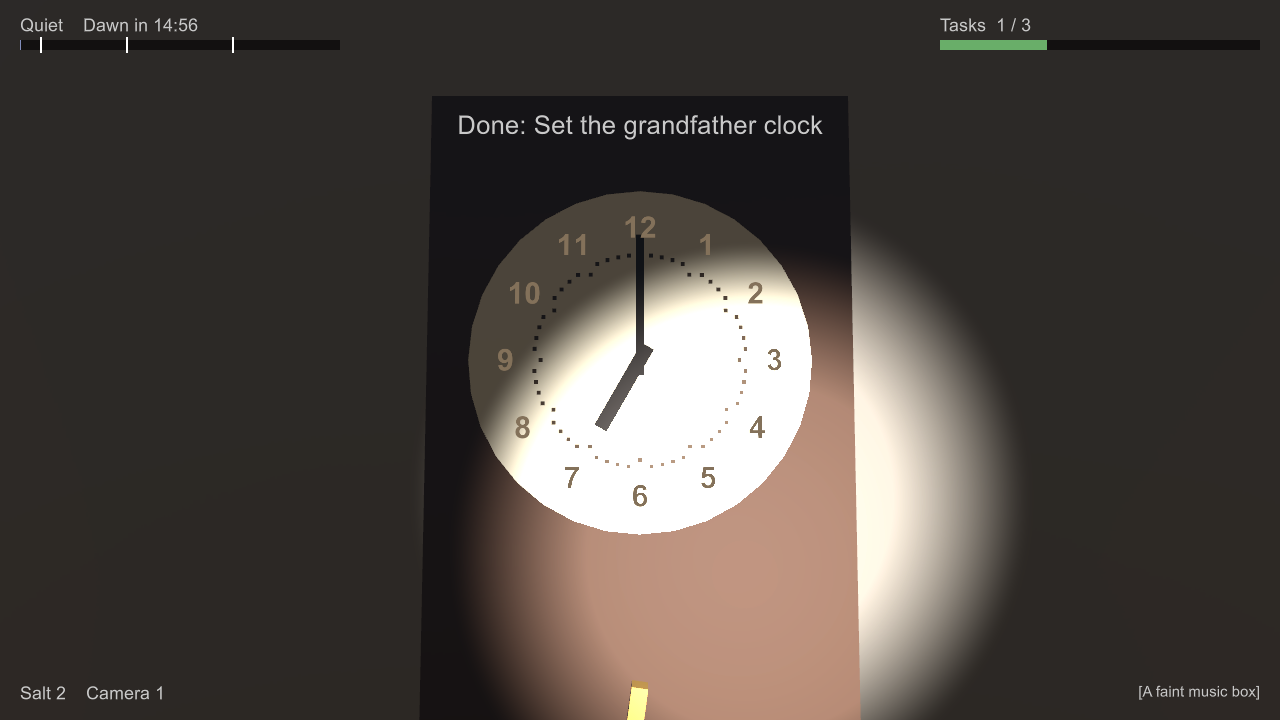 Quiet Dawn in 14:56
Tasks 1 / 3
Done: Set the grandfather clock
12
11 1
10 2
9 3
8 4
7 5
6
Salt 2 Camera 1
[A faint music box]